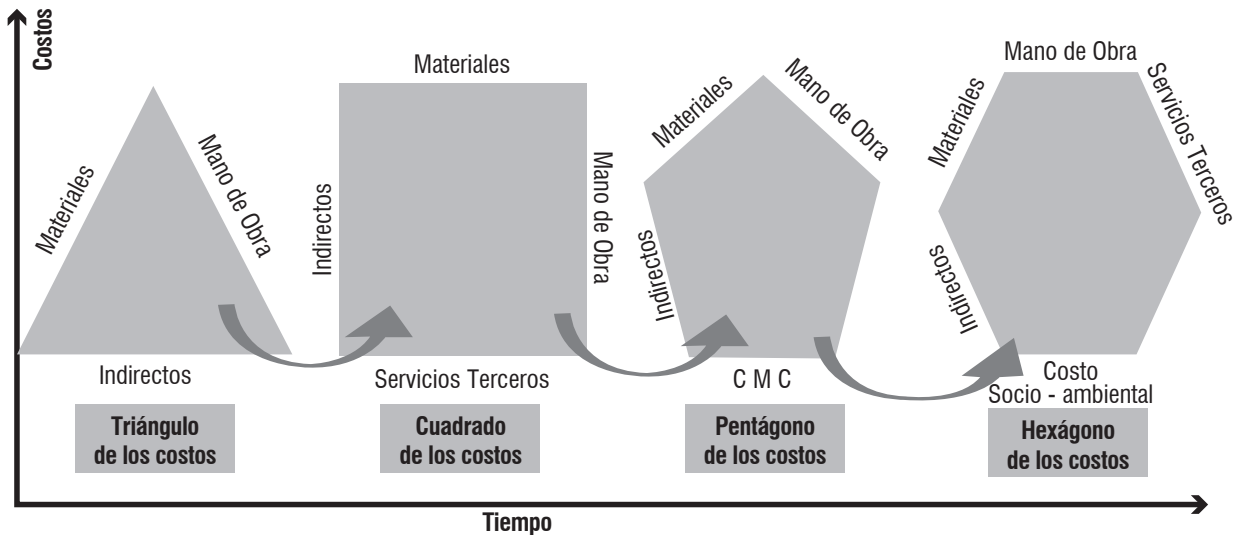 Costos
Materiales
Mano de Obra
Indirectos
Triángulo
de los costos
Materiales
Indirectos
Mano de Obra
Servicios Terceros
Cuadrado
de los costos
Materiales
Mano de Obra
Indirectos
C M C
Pentágono
de los costos
Mano de Obra
Materiales
Servicios Terceros
Indirectos
Costo
Socio - ambiental
Hexágono
de los costos
Tiempo